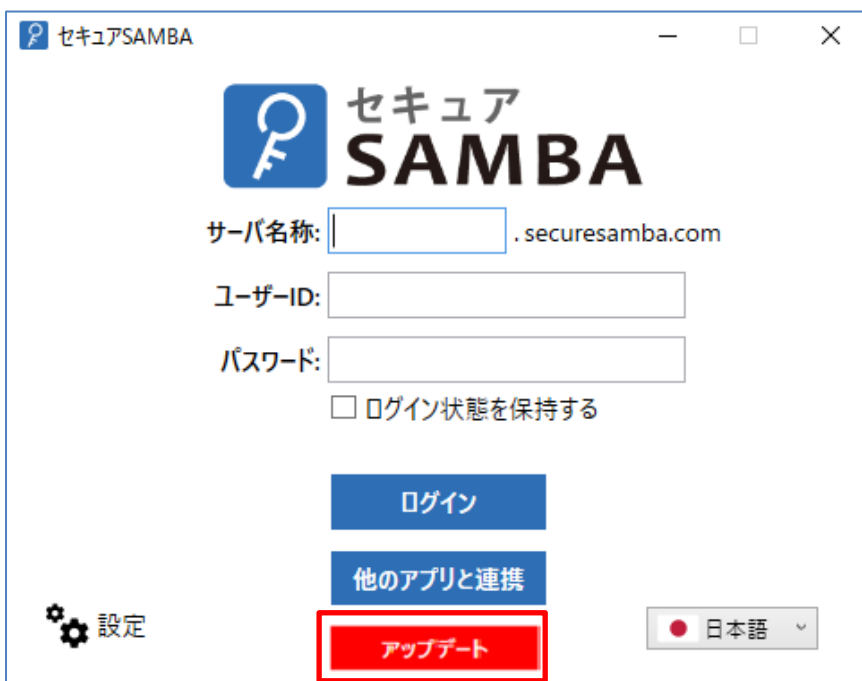 セキュアSAMBA
セキュア
SAMBA
サーバ名称: . securesamba.com
ユーザーID:
パスワード:
ログイン状態を保持する
ログイン
他のアプリと連携
設定
アップデート
日本語